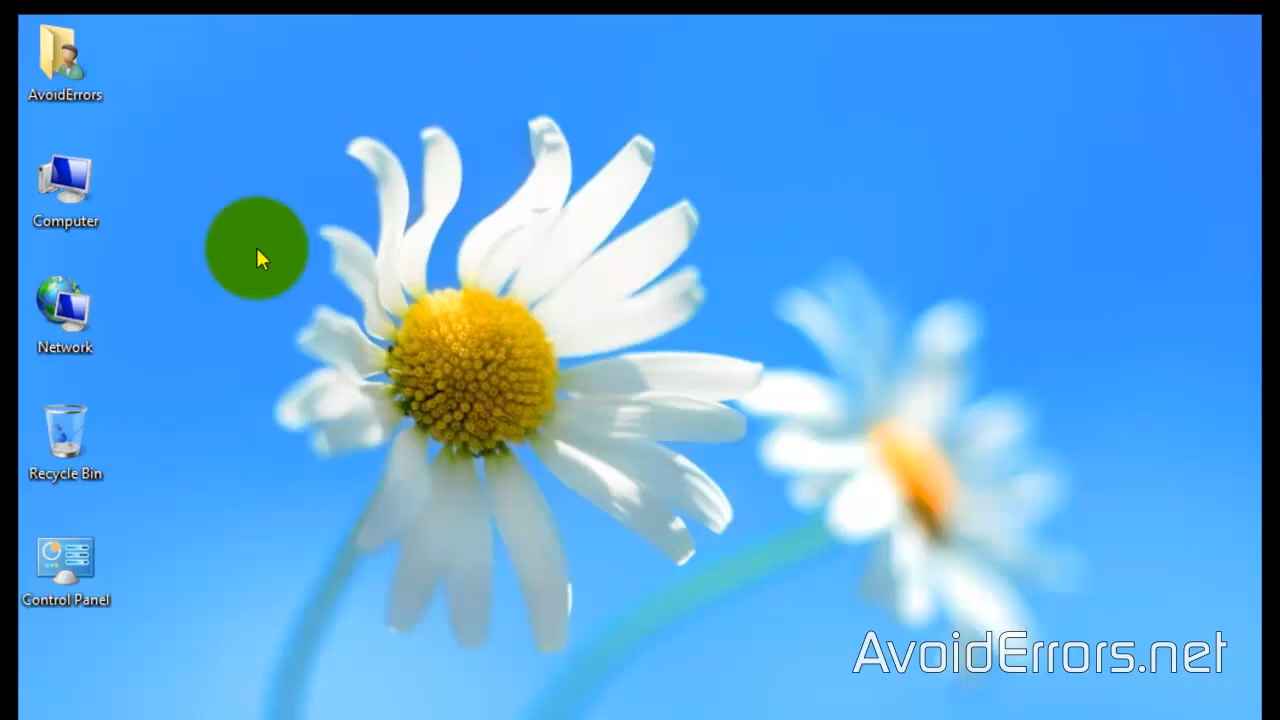 AvoidErrors
Computer
Network
Recycle Bin
Control Panel
AvoidErrors.net